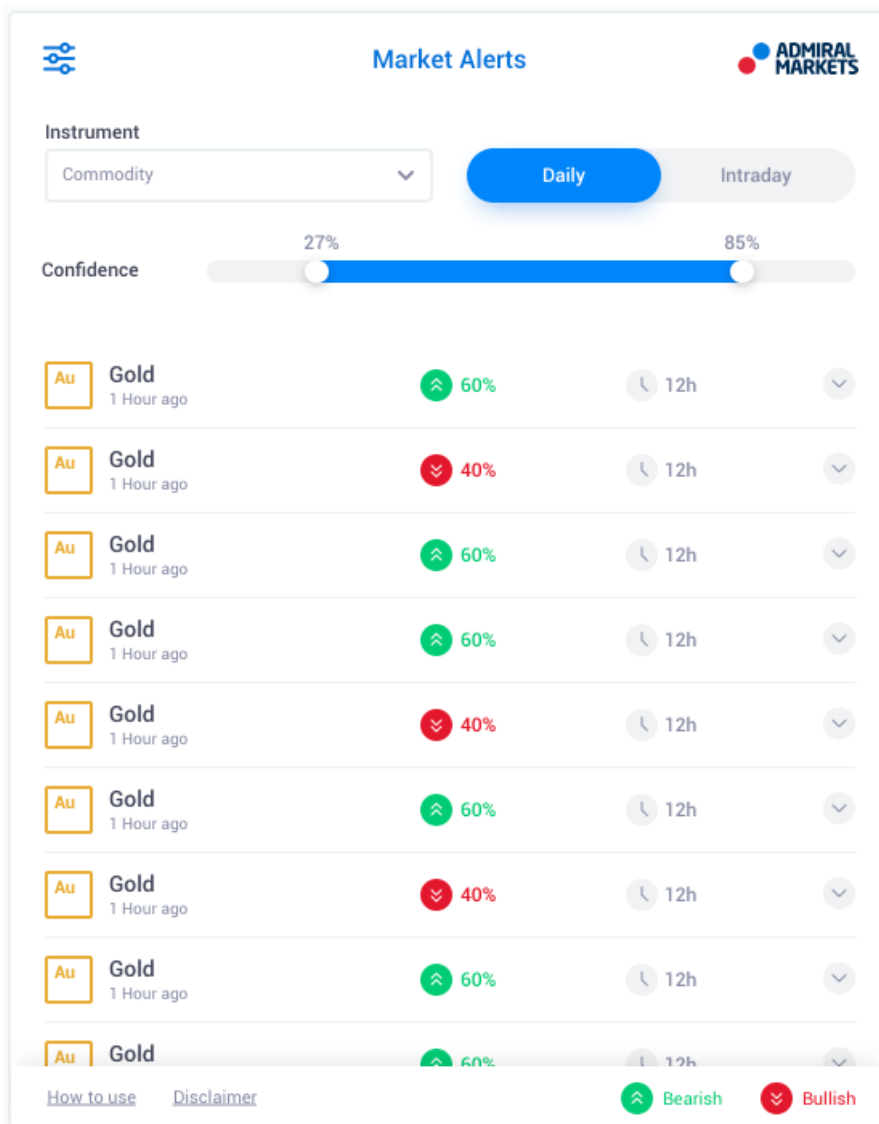 Market Alerts
ADMIRAL
MARKETS
Instrument
Commodity
Daily
Intraday
27%
85%
Confidence
Au
Gold
1 Hour ago
60%
12h
Au
Gold
1 Hour ago
40%
12h
Au
Gold
1 Hour ago
60%
12h
Au
Gold
1 Hour ago
60%
12h
Au
Gold
1 Hour ago
40%
12h
Au
Gold
1 Hour ago
60%
12h
Au
Gold
1 Hour ago
40%
12h
Au
Gold
1 Hour ago
60%
12h
Au
Gold
60%
12h
How to use
Disclaimer
Bearish
Bullish